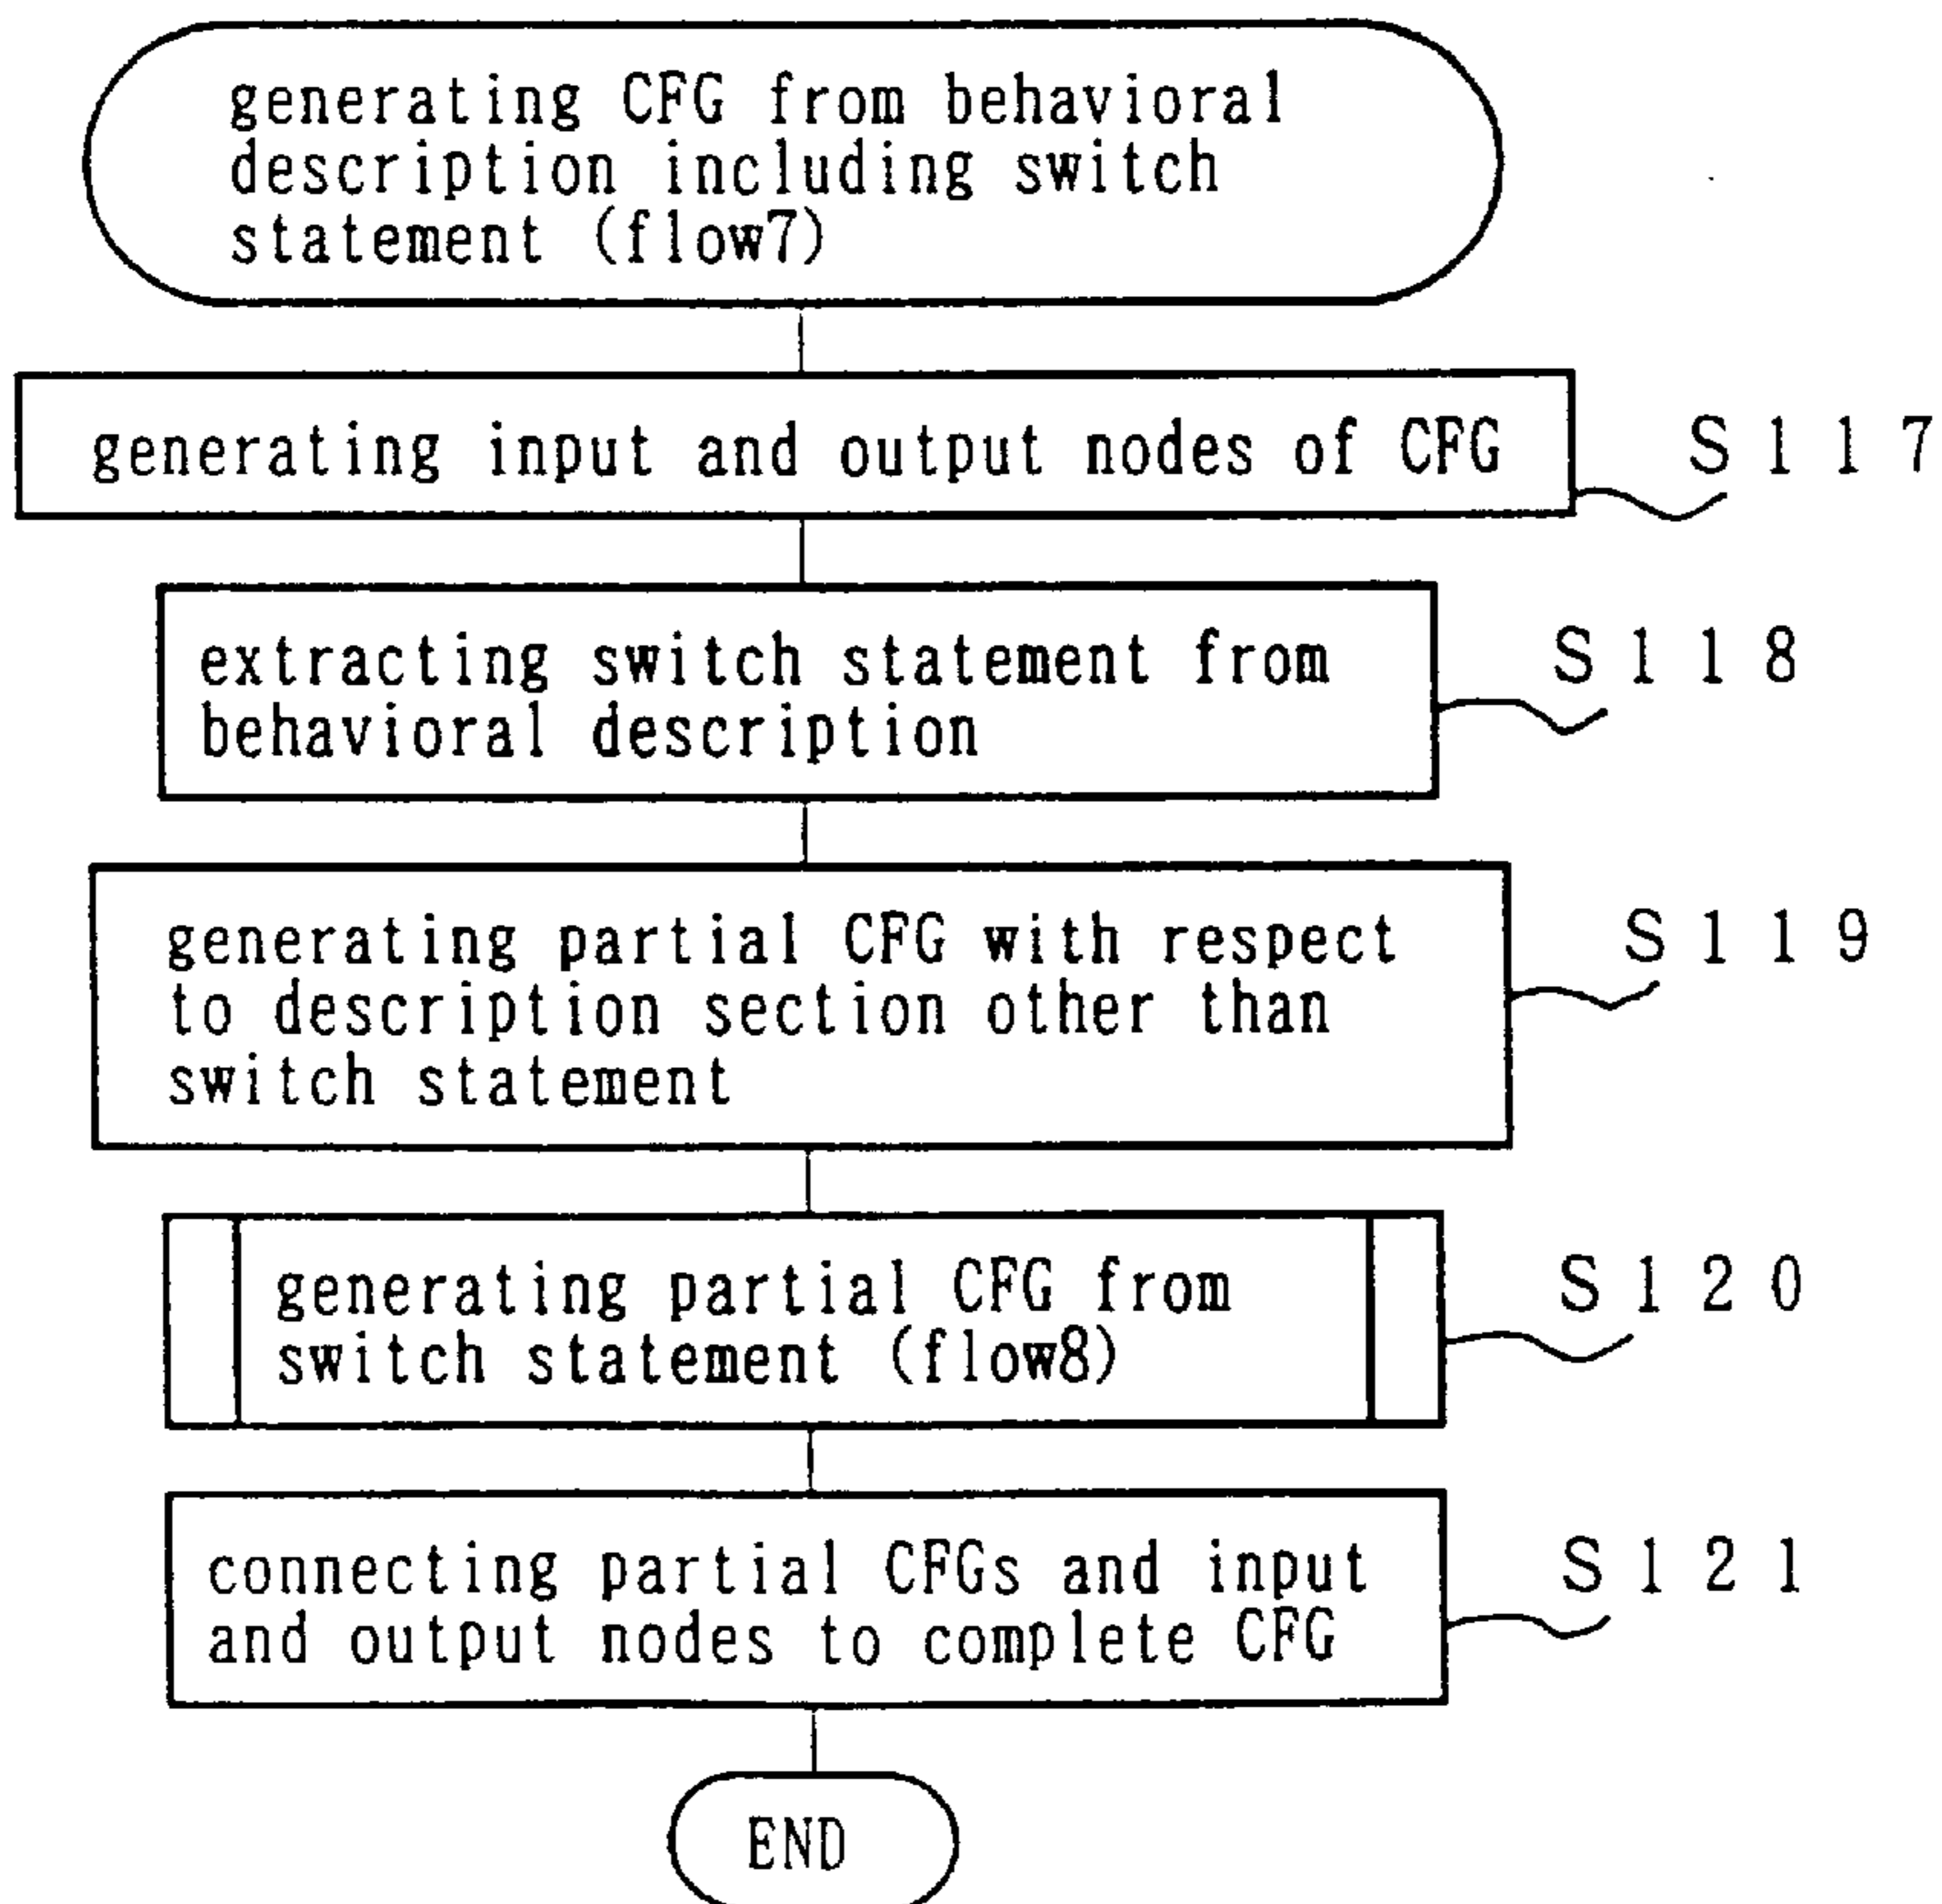 generating CFG from behavioral
description including switch
statement (flow7)
generating input and output nodes of CFG
S117
extracting switch statement from
behavioral description
S118
generating partial CFG with respect
to description section other than
switch statement
S119
generating partial CFG from
switch statement (flow8)
S120
connecting partial CFGs and input
and output nodes to complete CFG
S121
END